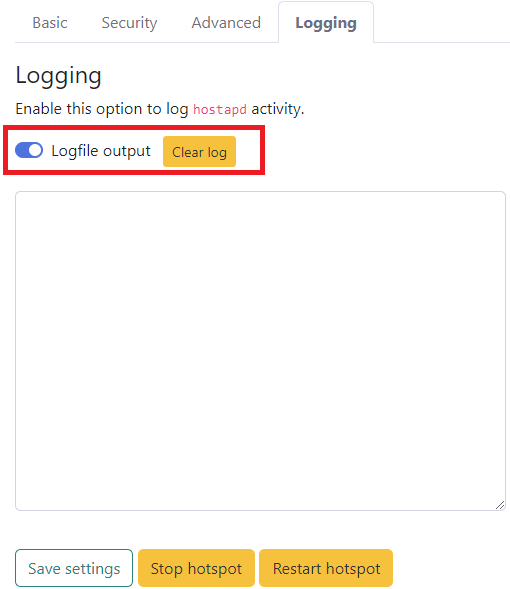 Basic Security Advanced Logging
Logging
Enable this option to log hostapd activity.
Logfile output Clear log
Save settings Stop hotspot Restart hotspot